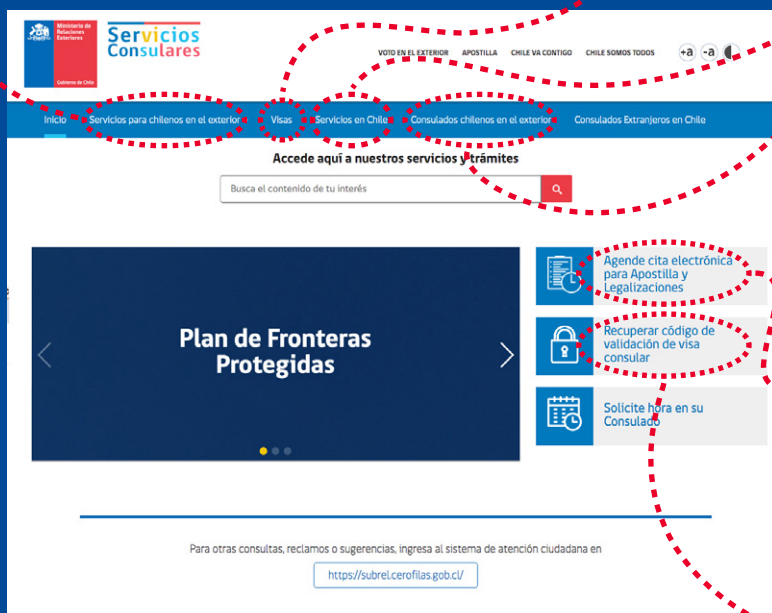 Ministerio de
Relaciones
Exteriores
Gobierno de Chile
Servicios
Consulares
VOTO EN EL EXTERIOR APOSTILLA CHILE VA CONTIGO CHILE SOMOS TODOS +a -a
Inicio Servicios para chilenos en el exterior Visas Servicios en Chile Consulados chilenos en el exterior Consulados Extranjeros en Chile
Accede aquí a nuestros servicios y trámites
Busca el contenido de tu interés
Plan de Fronteras
Protegidas
Agende cita electrónica
para Apostilla y
Legalizaciones
Recuperar código de
validación de visa
consular
Solicite hora en su
Consulado
Para otras consultas, reclamos o sugerencias, ingresa al sistema de atención ciudadana en
https://subrel.cerofilas.gob.cl/